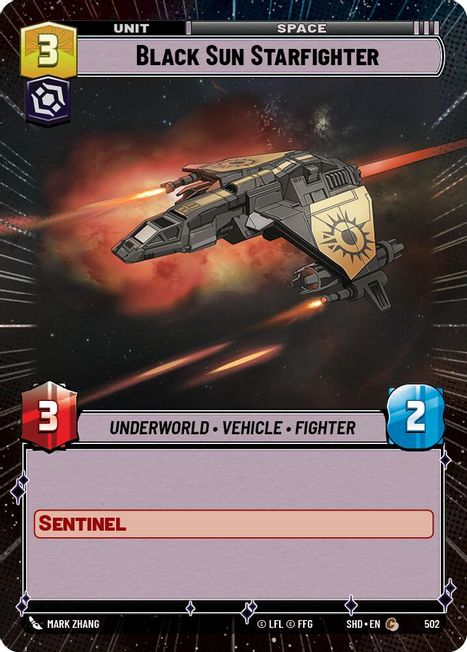 UNIT SPACE
3 BLACK SUN STARFIGHTER
3 UNDERWORLD • VEHICLE • FIGHTER 2
SENTINEL
MARK ZHANG © LFL © FFG SHD • EN C 502